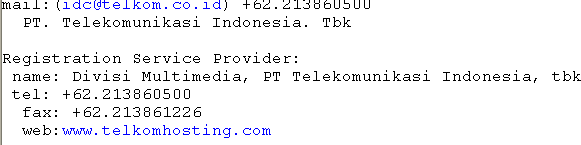 mail:(idc@telkom.co.id) +62.213860500
PT. Telekomunikasi Indonesia. Tbk
Registration Service Provider:
name: Divisi Multimedia, PT Telekomunikasi Indonesia, tbk
tel: +62.213860500
fax: +62.213861226
web:www.telkomhosting.com